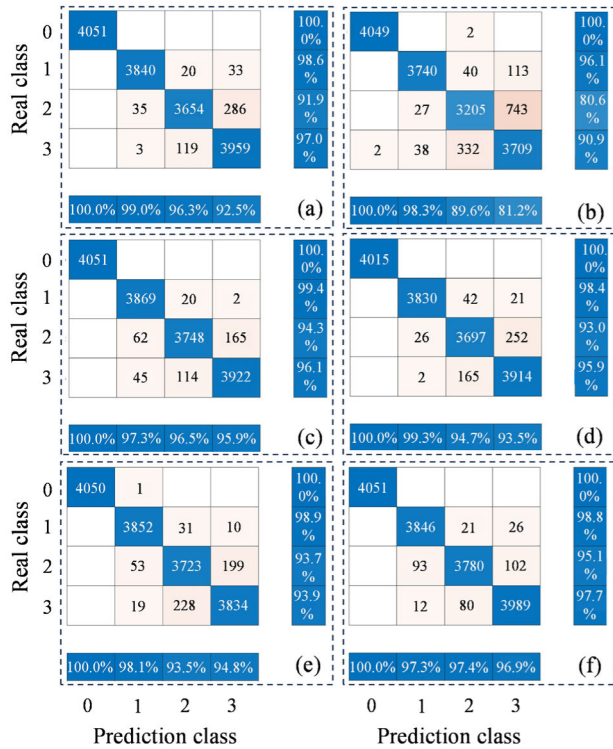 0 4051 100.0%
1 3840 20 33 98.6%
2 35 3654 286 91.9%
3 3 119 3959 97.0%
Real class
100.0% 99.0% 96.3% 92.5% (a)
4049 2 100.0%
3740 40 113 96.1%
27 3205 743 80.6%
2 38 332 3709 90.9%
100.0% 98.3% 89.6% 81.2% (b)
0 4051 100.0%
1 3869 20 2 99.4%
2 62 3748 165 94.3%
3 45 114 3922 96.1%
Real class
100.0% 97.3% 96.5% 95.9% (c)
4015 100.0%
3830 42 21 98.4%
26 3697 252 93.0%
2 165 3914 95.9%
100.0% 99.3% 94.7% 93.5% (d)
0 4050 1 100.0%
1 3852 31 10 98.9%
2 53 3723 199 93.7%
3 19 228 3834 93.9%
Real class
100.0% 98.1% 93.5% 94.8% (e)
0 1 2 3
Prediction class
4051 100.0%
3846 21 26 98.8%
93 3780 102 95.1%
12 80 3989 97.7%
100.0% 97.3% 97.4% 96.9% (f)
0 1 2 3
Prediction class